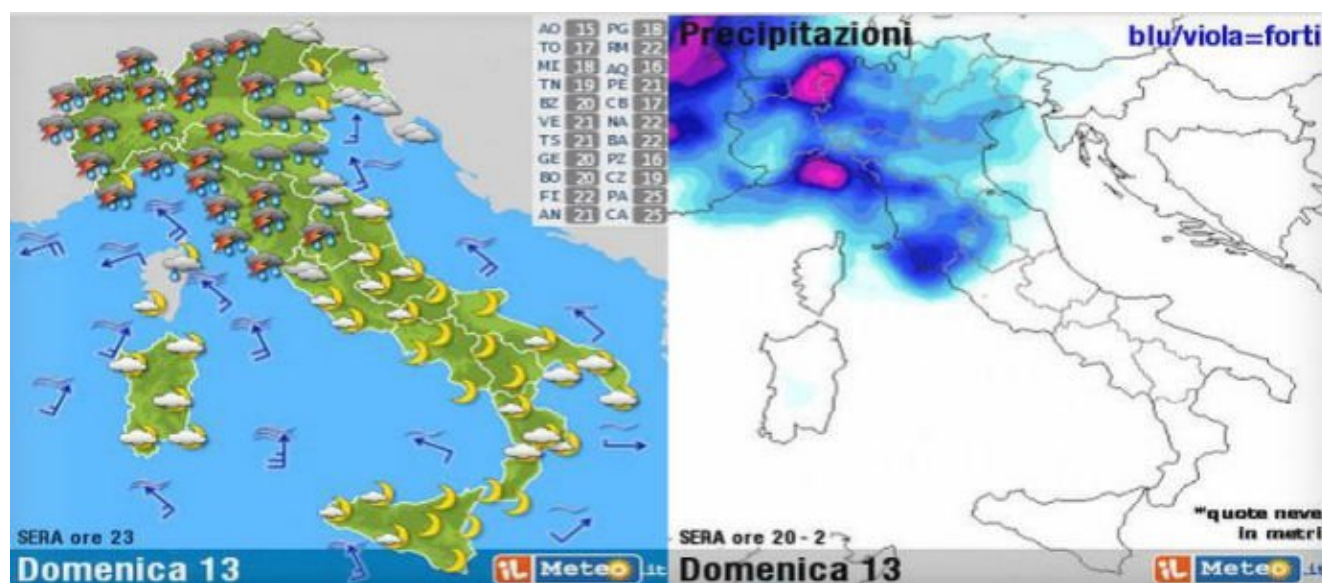 AO 15 PG 18
TO 17 RM 22
MI 18 AQ 16
TN 19 PE 21
BZ 20 CB 17
VE 21 NA 22
TS 21 BA 22
GE 20 PZ 16
BO 20 CZ 19
FI 22 PA 25
AN 21 CA 25
SERA ore 23
Domenica 13
iL Meteo.it
Precipitazioni
blu/viola=forti
*quote neve
in metri
SERA ore 20-2
Domenica 13
iL Meteo.it